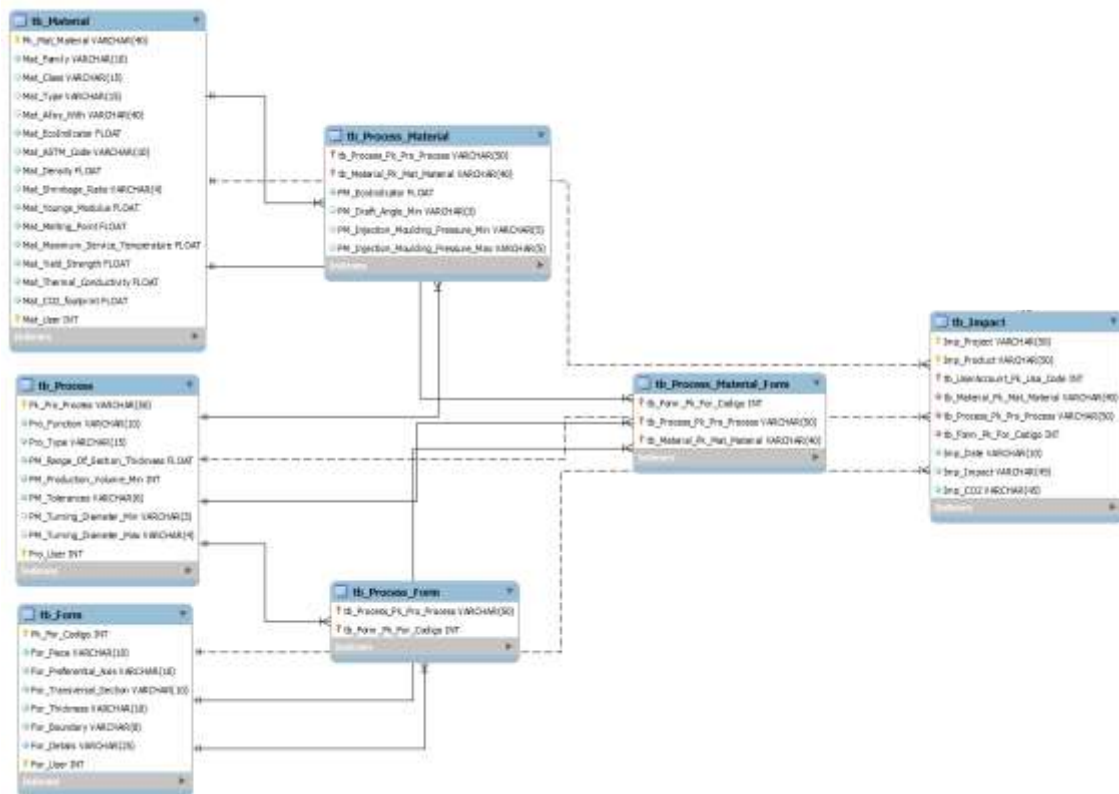 tb_Material
Pk_Mat_Material VARCHAR(40)
Mat_Family VARCHAR(10)
Mat_Class VARCHAR(15)
Mat_Type VARCHAR(15)
Mat_Alloy_With VARCHAR(40)
Mat_EcoIndicator FLOAT
Mat_ASTM_Code VARCHAR(10)
Mat_Density FLOAT
Mat_Shrinkage_Ratio VARCHAR(4)
Mat_Youngs_Modulus FLOAT
Mat_Melting_Point FLOAT
Mat_Maximum_Service_Temperature FLOAT
Mat_Yield_Strength FLOAT
Mat_Thermal_Conductivity FLOAT
Mat_CO2_footprint FLOAT
Mat_User INT
Indexes
tb_Process_Material
tb_Process_Pk_Pro_Process VARCHAR(50)
tb_Material_Pk_Mat_Material VARCHAR(40)
PM_EcoIndicator FLOAT
PM_Draft_Angle_Min VARCHAR(3)
PM_Injection_Moulding_Pressure_Min VARCHAR(5)
PM_Injection_Moulding_Pressure_Max VARCHAR(5)
Indexes
tb_Process
Pk_Pro_Process VARCHAR(50)
Pro_Function VARCHAR(10)
Pro_Type VARCHAR(15)
PM_Range_Of_Section_Thickness FLOAT
PM_Production_Volume_Min INT
PM_Tolerances VARCHAR(6)
PM_Turning_Diameter_Min VARCHAR(3)
PM_Turning_Diameter_Max VARCHAR(4)
Pro_User INT
Indexes
tb_Process_Material_Form
tb_Form_Pk_For_Codigo INT
tb_Process_Pk_Pro_Process VARCHAR(50)
tb_Material_Pk_Mat_Material VARCHAR(40)
Indexes
tb_Impact
Imp_Project VARCHAR(50)
Imp_Product VARCHAR(50)
tb_UserAccount_Pk_Usa_Code INT
tb_Material_Pk_Mat_Material VARCHAR(40)
tb_Process_Pk_Pro_Process VARCHAR(50)
tb_Form_Pk_For_Codigo INT
Imp_Date VARCHAR(10)
Imp_Impact VARCHAR(45)
Imp_CO2 VARCHAR(45)
Indexes
tb_Process_Form
tb_Process_Pk_Pro_Process VARCHAR(50)
tb_Form_Pk_For_Codigo INT
Indexes
tb_Form
Pk_For_Codigo INT
For_Piece VARCHAR(10)
For_Preferential_Axis VARCHAR(10)
For_Transversal_Section VARCHAR(10)
For_Thickness VARCHAR(10)
For_Boundary VARCHAR(8)
For_Details VARCHAR(25)
For_User INT
Indexes